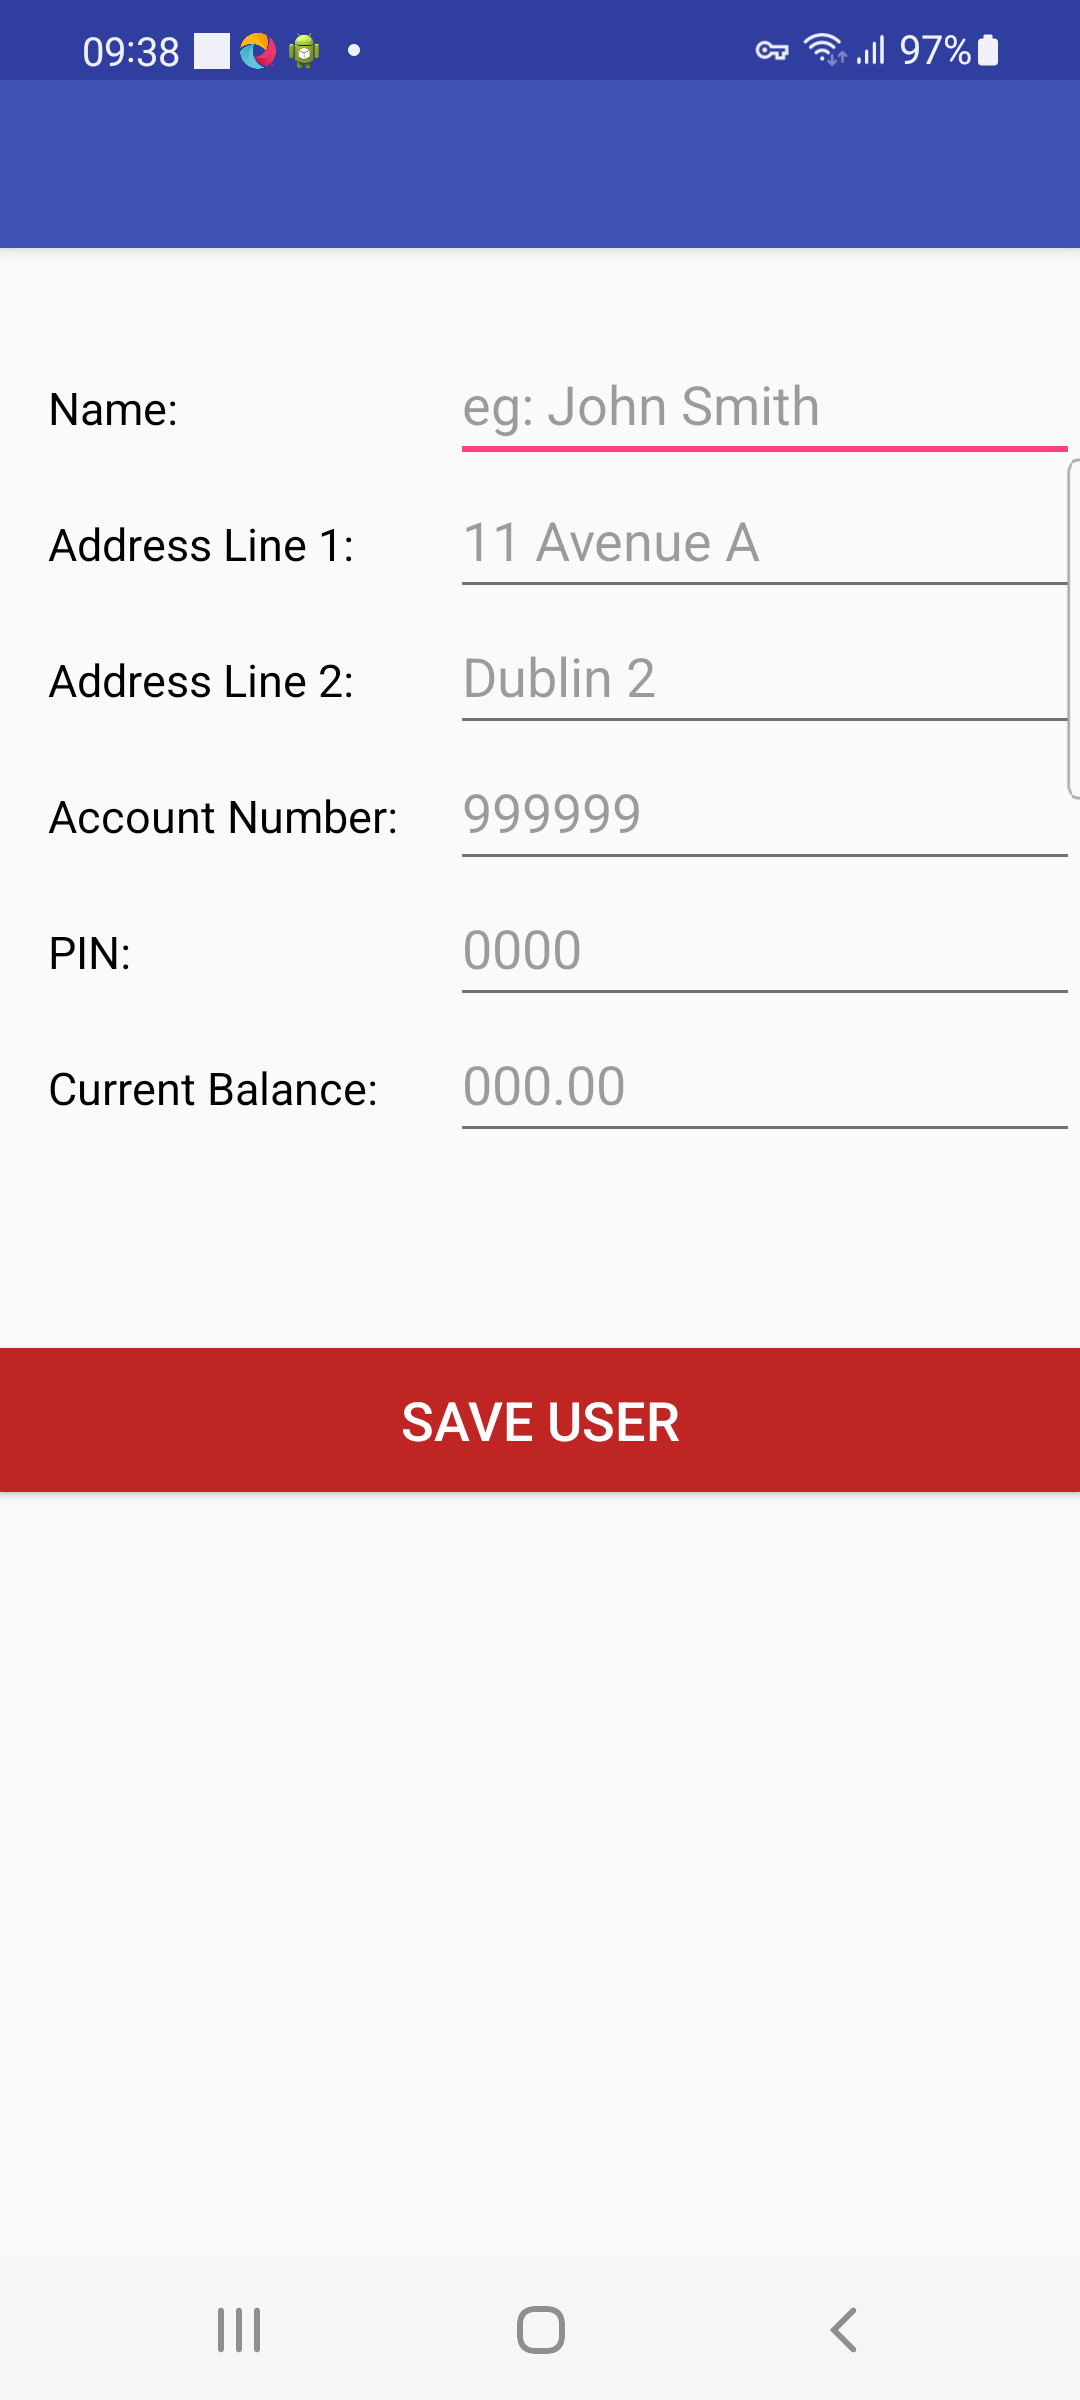 09:38 97%
Name: eg: John Smith
Address Line 1: 11 Avenue A
Address Line 2: Dublin 2
Account Number: 999999
PIN: 0000
Current Balance: 000.00
SAVE USER